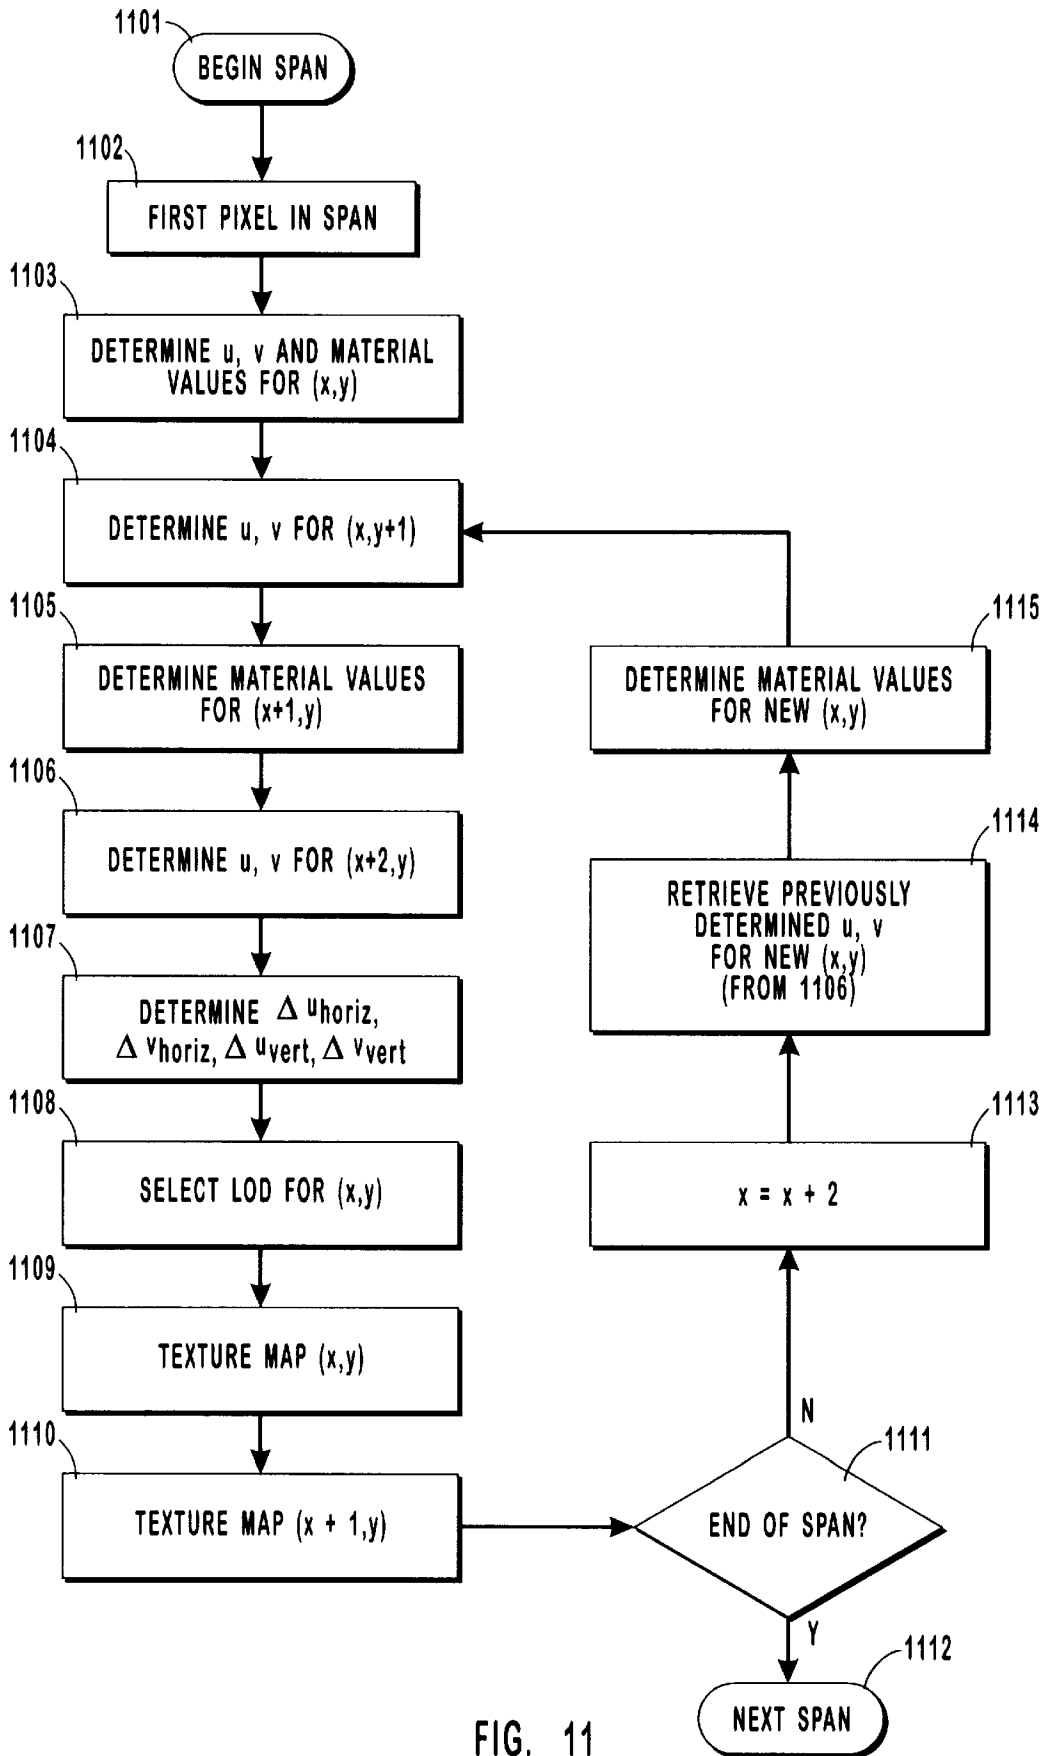 1101
BEGIN SPAN
1102
FIRST PIXEL IN SPAN
1103
DETERMINE u, v AND MATERIAL
VALUES FOR (x,y)
1104
DETERMINE u, v FOR (x,y+1)
1105
DETERMINE MATERIAL VALUES
FOR (x+1,y)
1106
DETERMINE u, v FOR (x+2,y)
1107
DETERMINE Δ uhoriz,
Δ vhoriz, Δ uvert, Δ vvert
1108
SELECT LOD FOR (x,y)
1109
TEXTURE MAP (x,y)
1110
TEXTURE MAP (x + 1,y)
1111
END OF SPAN?
N
Y
1112
NEXT SPAN
1113
x = x + 2
1114
RETRIEVE PREVIOUSLY
DETERMINED u, v
FOR NEW (x,y)
(FROM 1106)
1115
DETERMINE MATERIAL VALUES
FOR NEW (x,y)
FIG. 11